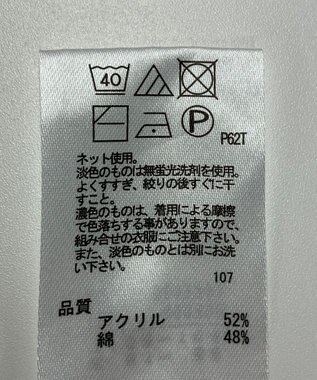 40
P
P62T
ネット使用。
淡色のものは無蛍光洗剤を使用。
よくすすぎ、絞りの後すぐに干
すこと。
濃色のものは、着用による摩擦
で色落ちする事がありますので、
組み合せの衣服にご注意下さい。
また、淡色のものとは別にお洗
い下さい。
107
品質
アクリル 52%
綿 48%